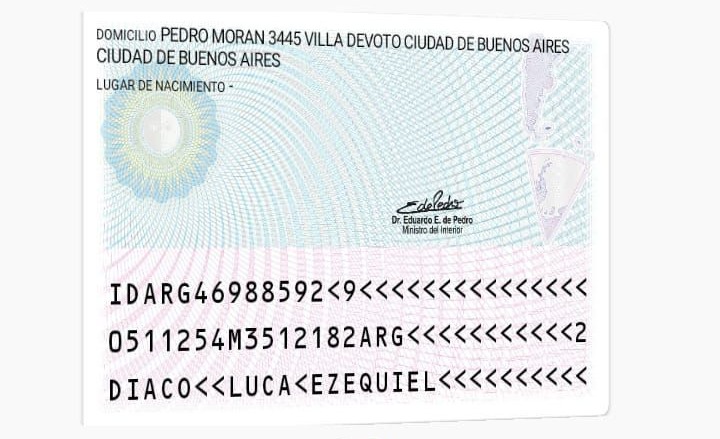 DOMICILIO PEDRO MORAN 3445 VILLA DEVOTO CIUDAD DE BUENOS AIRES
CIUDAD DE BUENOS AIRES
LUGAR DE NACIMIENTO -
EdePedro
Dr. Eduardo E. de Pedro
Ministro del Interior
IDARG46988592<9<<<<<<<<<<<<<<<
0511254M3512182ARG<<<<<<<<<<<2
DIACO<<LUCA<EZEQUIEL<<<<<<<<<<